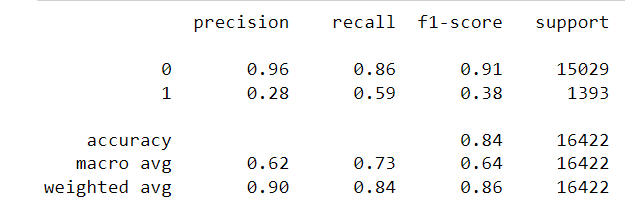 precision recall f1-score support
0 0.96 0.86 0.91 15029
1 0.28 0.59 0.38 1393
accuracy 0.84 16422
macro avg 0.62 0.73 0.64 16422
weighted avg 0.90 0.84 0.86 16422